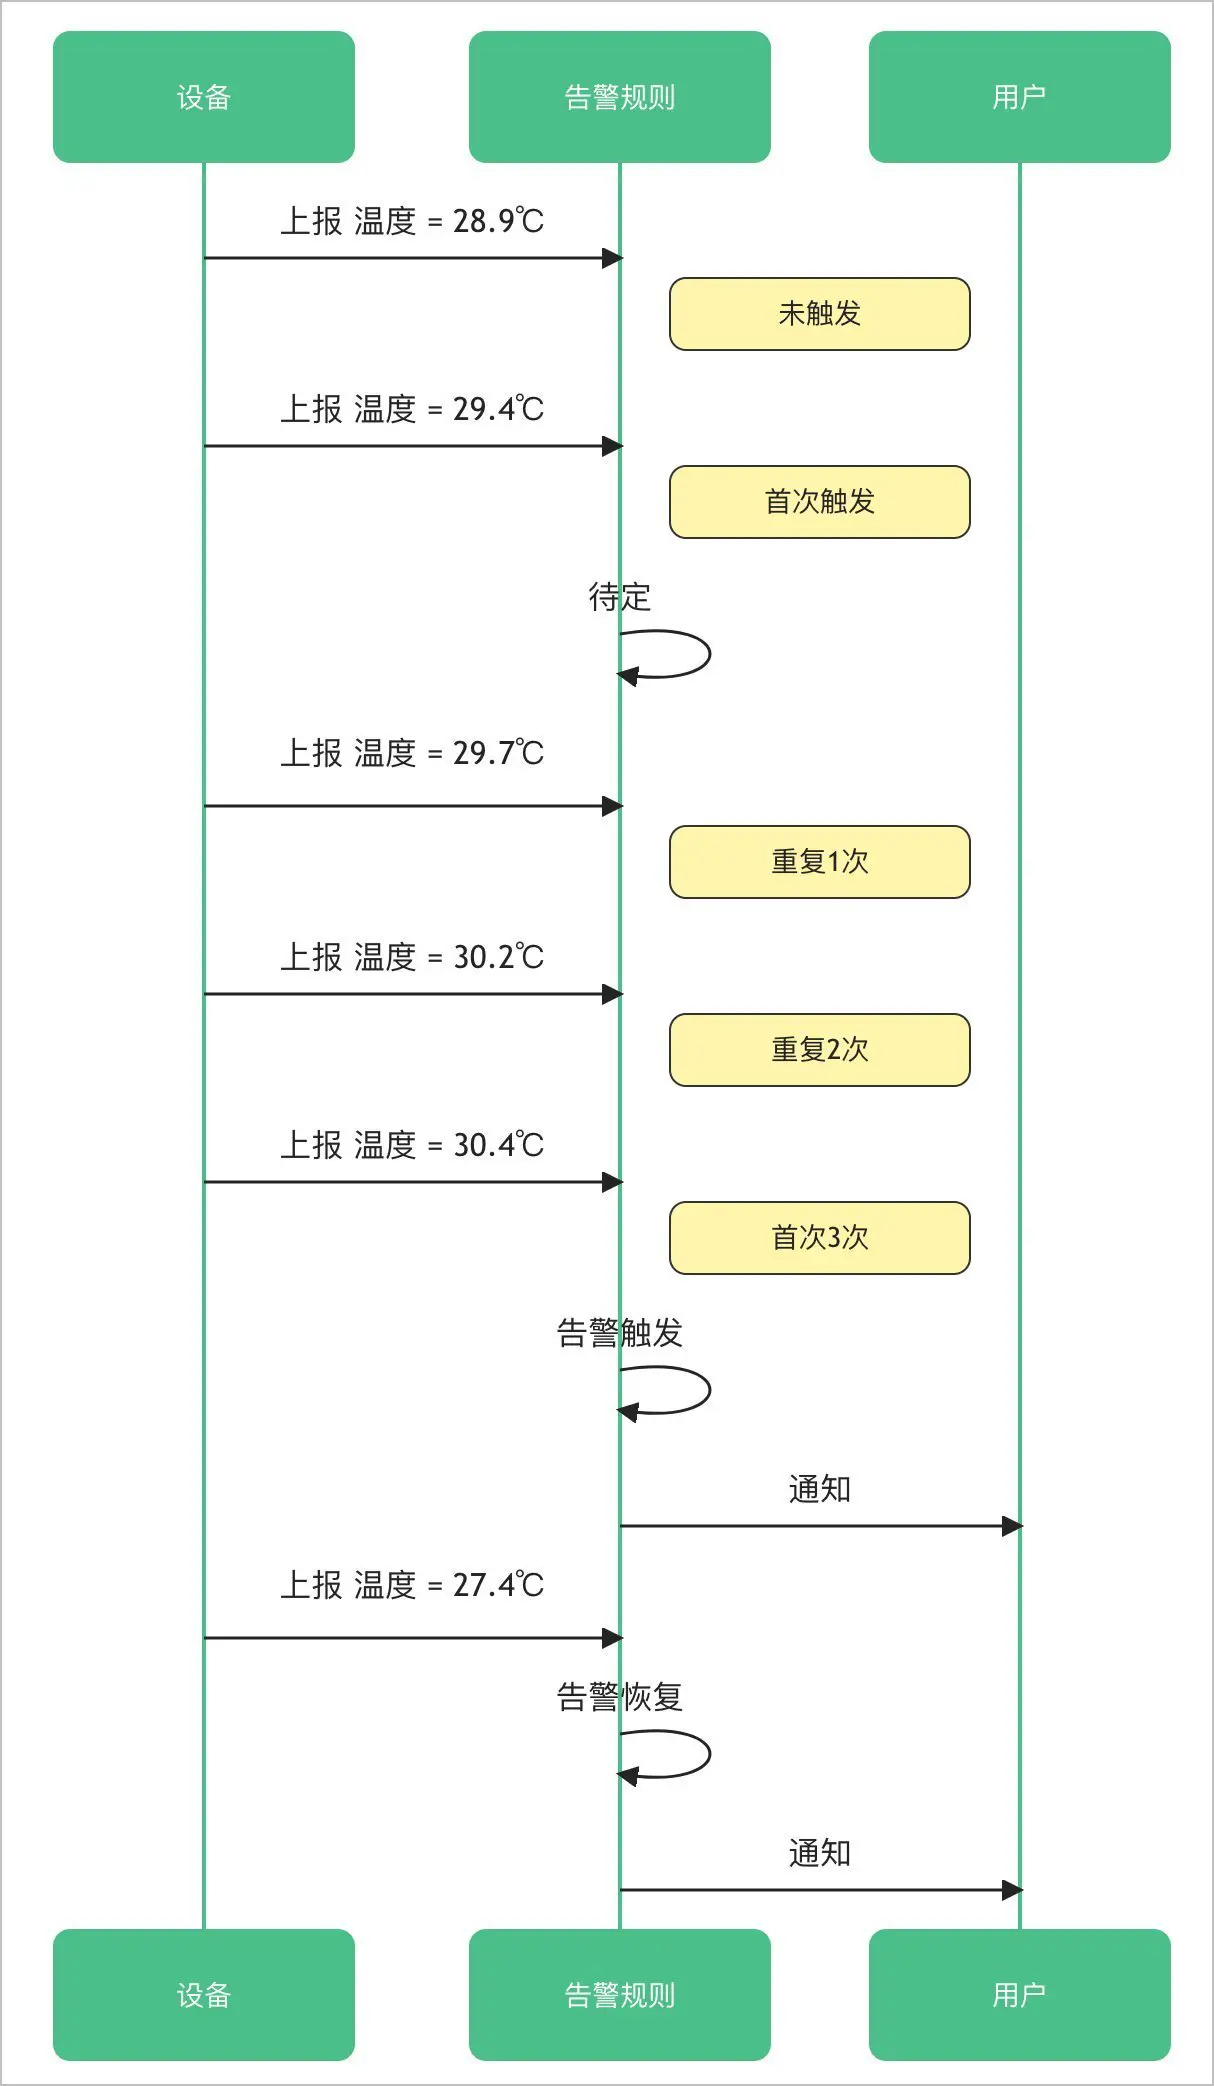 设备
告警规则
用户
上报 温度 = 28.9℃
未触发
上报 温度 = 29.4℃
首次触发
待定
上报 温度 = 29.7℃
重复1次
上报 温度 = 30.2℃
重复2次
上报 温度 = 30.4℃
首次3次
告警触发
通知
上报 温度 = 27.4℃
告警恢复
通知
设备
告警规则
用户